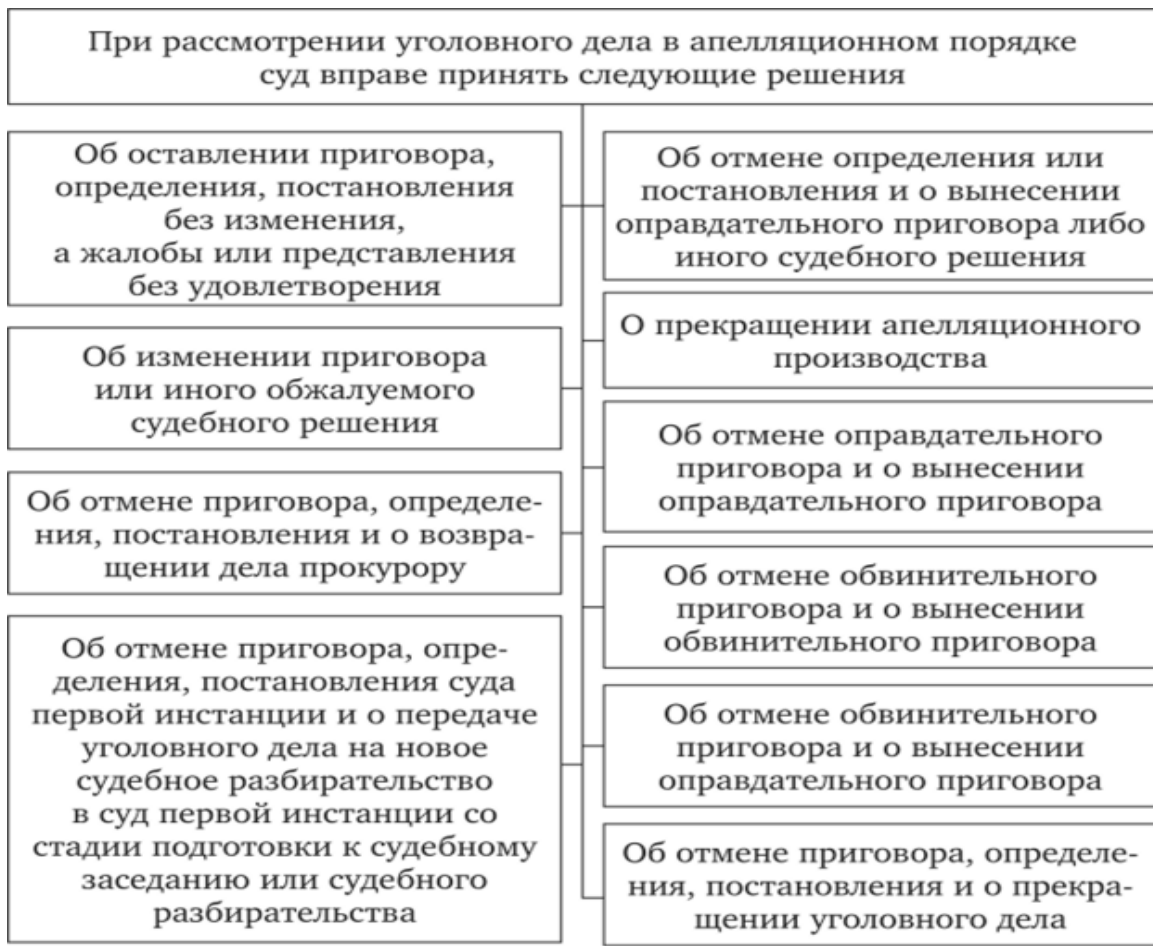 При рассмотрении уголовного дела в апелляционном порядке
суд вправе принять следующие решения
Об оставлении приговора,
определения, постановления
без изменения,
а жалобы или представления
без удовлетворения
Об изменении приговора
или иного обжалуемого
судебного решения
Об отмене приговора, определе-
ния, постановления и о возвра-
щении дела прокурору
Об отмене приговора, опре-
деления, постановления суда
первой инстанции и о передаче
уголовного дела на новое
судебное разбирательство
в суд первой инстанции со
стадии подготовки к судебному
заседанию или судебного
разбирательства
Об отмене определения или
постановления и о вынесении
оправдательного приговора либо
иного судебного решения
О прекращении апелляционного
производства
Об отмене оправдательного
приговора и о вынесении
оправдательного приговора
Об отмене обвинительного
приговора и о вынесении
обвинительного приговора
Об отмене обвинительного
приговора и о вынесении
оправдательного приговора
Об отмене приговора, определе-
ния, постановления и о прекра-
щении уголовного дела